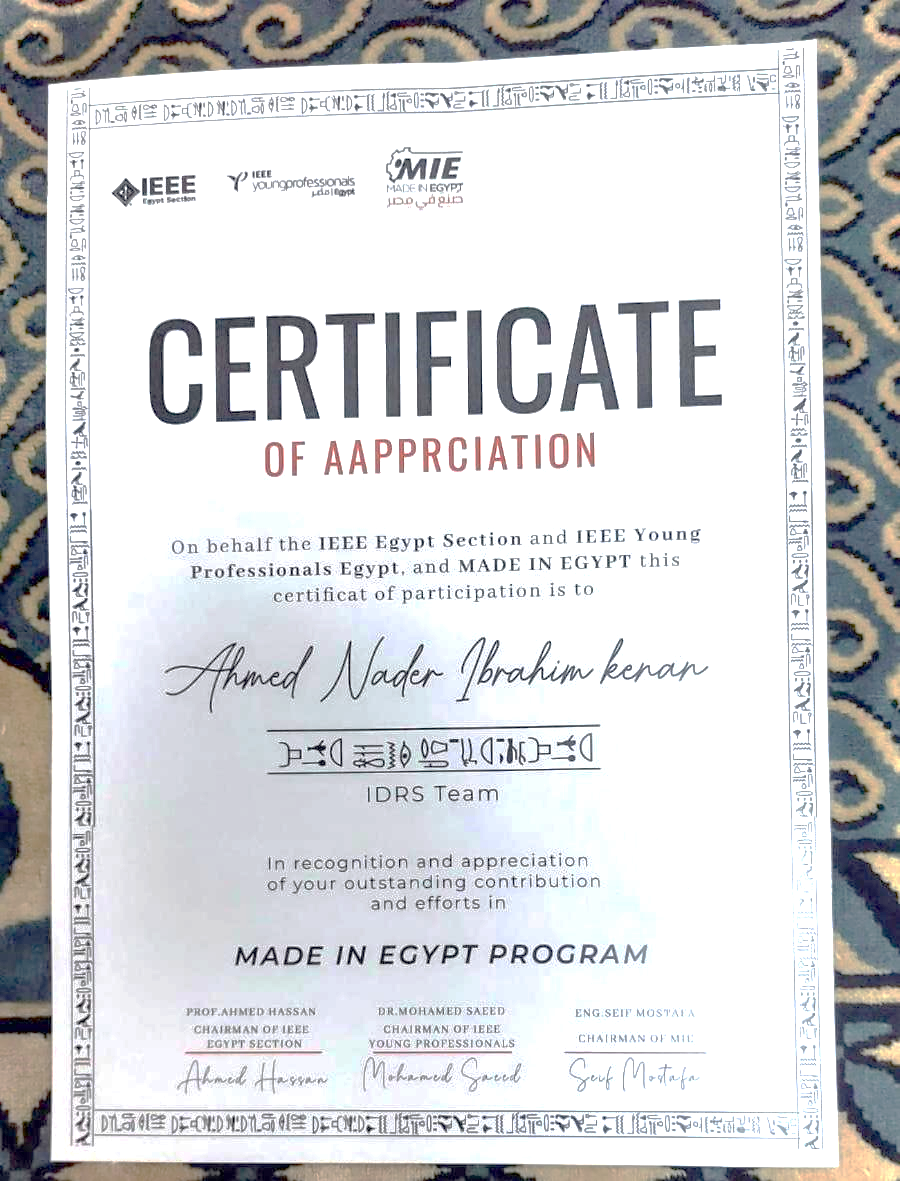 IEEE
Egypt Section
IEEE
youngprofessionals
مصر | Egypt
MIE
MADE IN EGYPT
صنع في مصر
CERTIFICATE
OF AAPPRCIATION
On behalf the IEEE Egypt Section and IEEE Young
Professionals Egypt, and MADE IN EGYPT this
certificat of participation is to
Ahmed Nader Ibrahim kenan
IDRS Team
In recognition and appreciation
of your outstanding contribution
and efforts in
MADE IN EGYPT PROGRAM
PROF.AHMED HASSAN
CHAIRMAN OF IEEE
EGYPT SECTION
Ahmed Hassan
DR.MOHAMED SAEED
CHAIRMAN OF IEEE
YOUNG PROFESSIONALS
Mohamed Saeed
ENG.SEIF MOSTAFA
CHAIRMAN OF MIE
Seif Mostafa